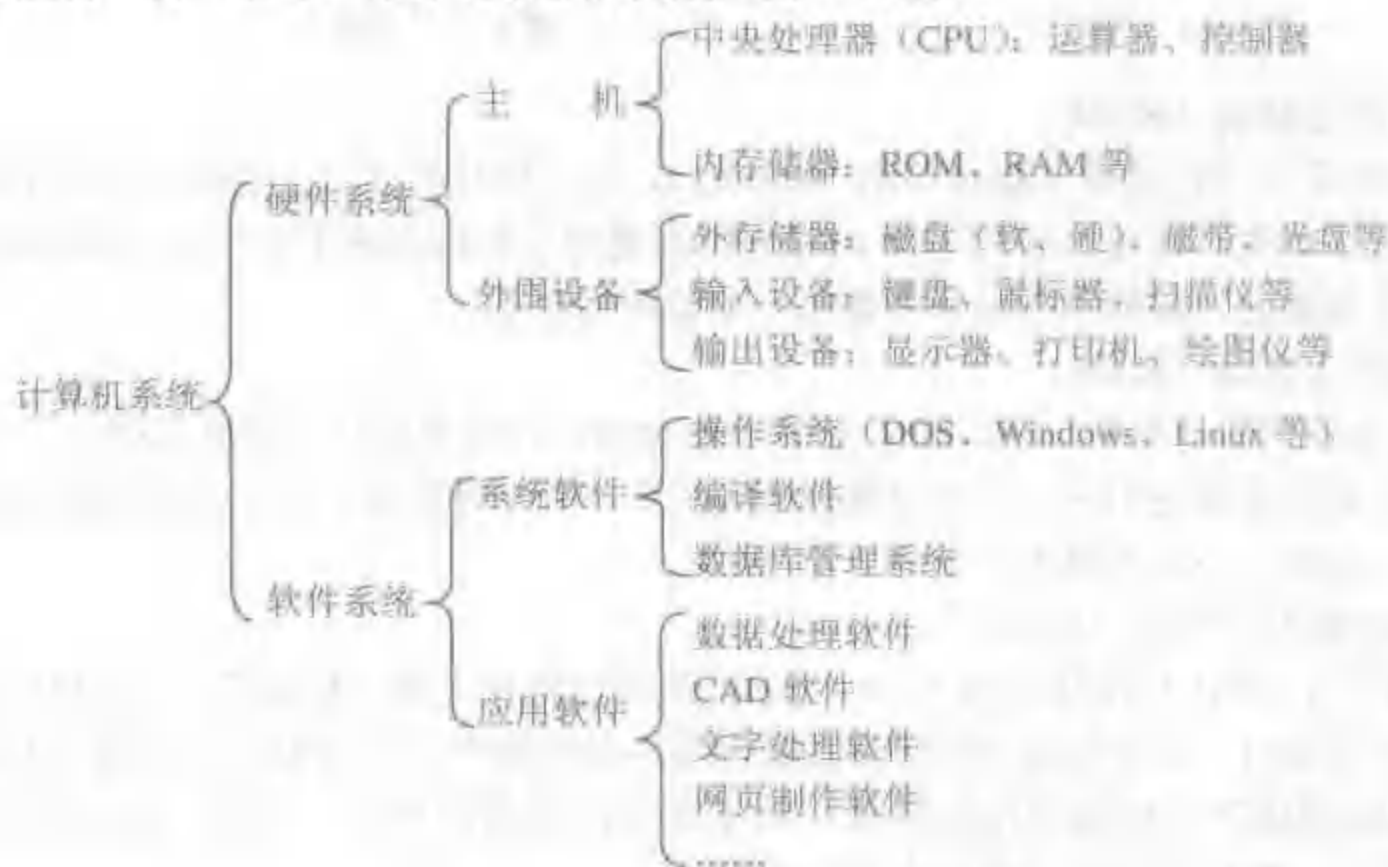 中央处理器（CPU）：运算器、控制器
主 机
内存储器：ROM、RAM 等
硬件系统
外存储器：磁盘（软、硬）、磁带、光盘等
外围设备
输入设备：键盘、鼠标器、扫描仪等
输出设备：显示器、打印机、绘图仪等
计算机系统
操作系统（DOS、Windows、Linux 等）
系统软件
编译软件
数据库管理系统
软件系统
数据处理软件
CAD 软件
应用软件
文字处理软件
网页制作软件
……